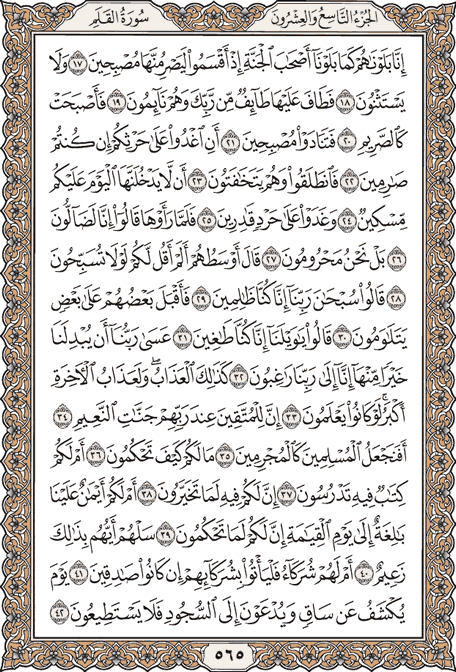 الجزء التاسع والعشرون
سورة القلم
إِنَّا بَلَوْنَٰهُمْ كَمَا بَلَوْنَآ أَصْحَٰبَ ٱلْجَنَّةِ إِذْ أَقْسَمُوا۟ لَيَصْرِمُنَّهَا مُصْبِحِينَ ١٧ وَلَا
يَسْتَثْنُونَ ١٨ فَطَافَ عَلَيْهَا طَآئِفٌ مِّن رَّبِّكَ وَهُمْ نَآئِمُونَ ١٩ فَأَصْبَحَتْ
كَٱلصَّرِيمِ ٢٠ فَتَنَادَوْا۟ مُصْبِحِينَ ٢١ أَنِ ٱغْدُوا۟ عَلَىٰ حَرْثِكُمْ إِن كُنتُمْ
صَٰرِمِينَ ٢٢ فَٱنطَلَقُوا۟ وَهُمْ يَتَخَٰفَتُونَ ٢٣ أَن لَّا يَدْخُلَنَّهَا ٱلْيَوْمَ عَلَيْكُم
مِّسْكِينٌ ٢٤ وَغَدَوْا۟ عَلَىٰ حَرْدٍ قَٰدِرِينَ ٢٥ فَلَمَّا رَأَوْهَا قَالُوٓا۟ إِنَّا لَضَآلُّونَ
٢٦ بَلْ نَحْنُ مَحْرُومُونَ ٢٧ قَالَ أَوْسَطُهُمْ أَلَمْ أَقُل لَّكُمْ لَوْلَا تُسَبِّحُونَ
٢٨ قَالُوا۟ سُبْحَٰنَ رَبِّنَآ إِنَّا كُنَّا ظَٰلِمِينَ ٢٩ فَأَقْبَلَ بَعْضُهُمْ عَلَىٰ بَعْضٍ
يَتَلَٰوَمُونَ ٣٠ قَالُوا۟ يَٰوَيْلَنَآ إِنَّا كُنَّا طَٰغِينَ ٣١ عَسَىٰ رَبُّنَآ أَن يُبْدِلَنَا
خَيْرًا مِّنْهَآ إِنَّآ إِلَىٰ رَبِّنَا رَٰغِبُونَ ٣٢ كَذَٰلِكَ ٱلْعَذَابُ ۖ وَلَعَذَابُ ٱلْءَاخِرَةِ
أَكْبَرُ ۚ لَوْ كَانُوا۟ يَعْلَمُونَ ٣٣ إِنَّ لِلْمُتَّقِينَ عِندَ رَبِّهِمْ جَنَّٰتِ ٱلنَّعِيمِ ٣٤
أَفَنَجْعَلُ ٱلْمُسْلِمِينَ كَٱلْمُجْرِمِينَ ٣٥ مَا لَكُمْ كَيْفَ تَحْكُمُونَ ٣٦ أَمْ لَكُمْ
كِتَٰبٌ فِيهِ تَدْرُسُونَ ٣٧ إِنَّ لَكُمْ فِيهِ لَمَا تَخَيَّرُونَ ٣٨ أَمْ لَكُمْ أَيْمَٰنٌ عَلَيْنَا
بَٰلِغَةٌ إِلَىٰ يَوْمِ ٱلْقِيَٰمَةِ إِنَّ لَكُمْ لَمَا تَحْكُمُونَ ٣٩ سَلْهُمْ أَيُّهُم بِذَٰلِكَ
زَعِيمٌ ٤٠ أَمْ لَهُمْ شُرَكَآءُ فَلْيَأْتُوا۟ بِشُرَكَآئِهِمْ إِن كَانُوا۟ صَٰدِقِينَ ٤١ يَوْمَ
يُكْشَفُ عَن سَاقٍ وَيُدْعَوْنَ إِلَى ٱلسُّجُودِ فَلَا يَسْتَطِيعُونَ ٤٢
٥٦٥